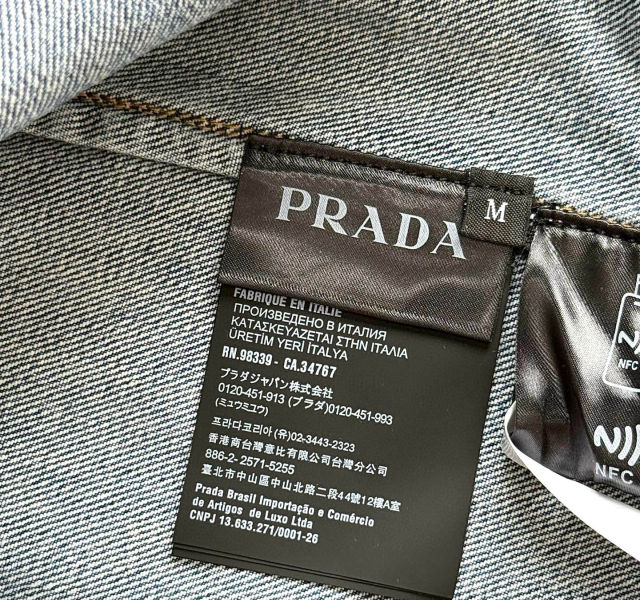 PRADA
M
FABRIQUE EN ITALIE
ПРОИЗВЕДЕНО В ИТАЛИЯ
ΚΑΤΑΣΚΕΥΑΖΕΤΑΙ ΣΤΗΝ ΙΤΑΛΙΑ
ÜRETİM YERİ İTALYA
RN.98339 - CA.34767
プラダジャパン株式会社
0120-451-913 (プラダ)0120-451-993
(ミュウミュウ)
프라다코리아(유)02-3443-2323
香港商台灣意比有限公司台灣分公司
886-2- 2571-5255
臺北市中山區中山北路二段44號12樓A室
Prada Brasil Importação e Comércio
de Artigos de Luxo Ltda
CNPJ 13.633.271/0001-26
NFC
NFC